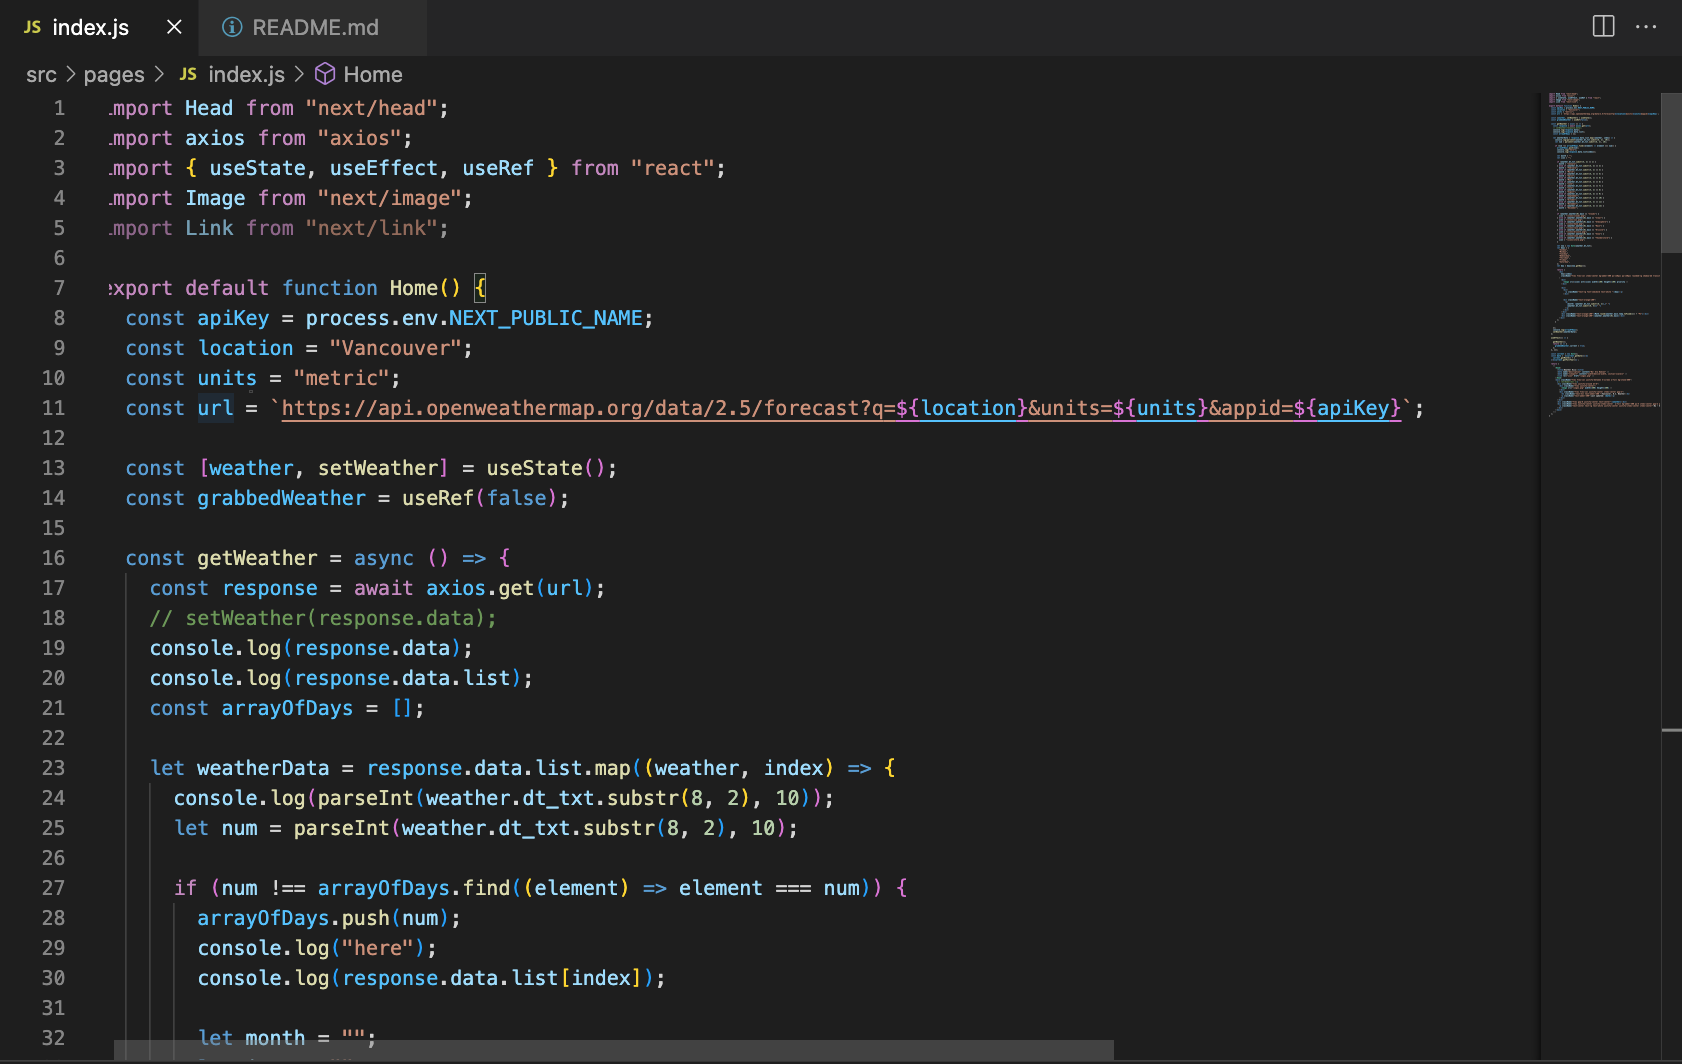 JS index.js README.md
src pages JS index.js Home
1 import Head from "next/head";
2 import axios from "axios";
3 import { useState, useEffect, useRef } from "react";
4 import Image from "next/image";
5 import Link from "next/link";
6
7 export default function Home() {
8 const apiKey = process.env.NEXT_PUBLIC_NAME;
9 const location = "Vancouver";
10 const units = "metric";
11 const url = `https://api.openweathermap.org/data/2.5/forecast?q=${location}&units=${units}&appid=${apiKey}`;
12
13 const [weather, setWeather] = useState();
14 const grabbedWeather = useRef(false);
15
16 const getWeather = async () => {
17 const response = await axios.get(url);
18 // setWeather(response.data);
19 console.log(response.data);
20 console.log(response.data.list);
21 const arrayOfDays = [];
22
23 let weatherData = response.data.list.map((weather, index) => {
24 console.log(parseInt(weather.dt_txt.substr(8, 2), 10));
25 let num = parseInt(weather.dt_txt.substr(8, 2), 10);
26
27 if (num !== arrayOfDays.find((element) => element === num)) {
28 arrayOfDays.push(num);
29 console.log("here");
30 console.log(response.data.list[index]);
31
32 let month = "";